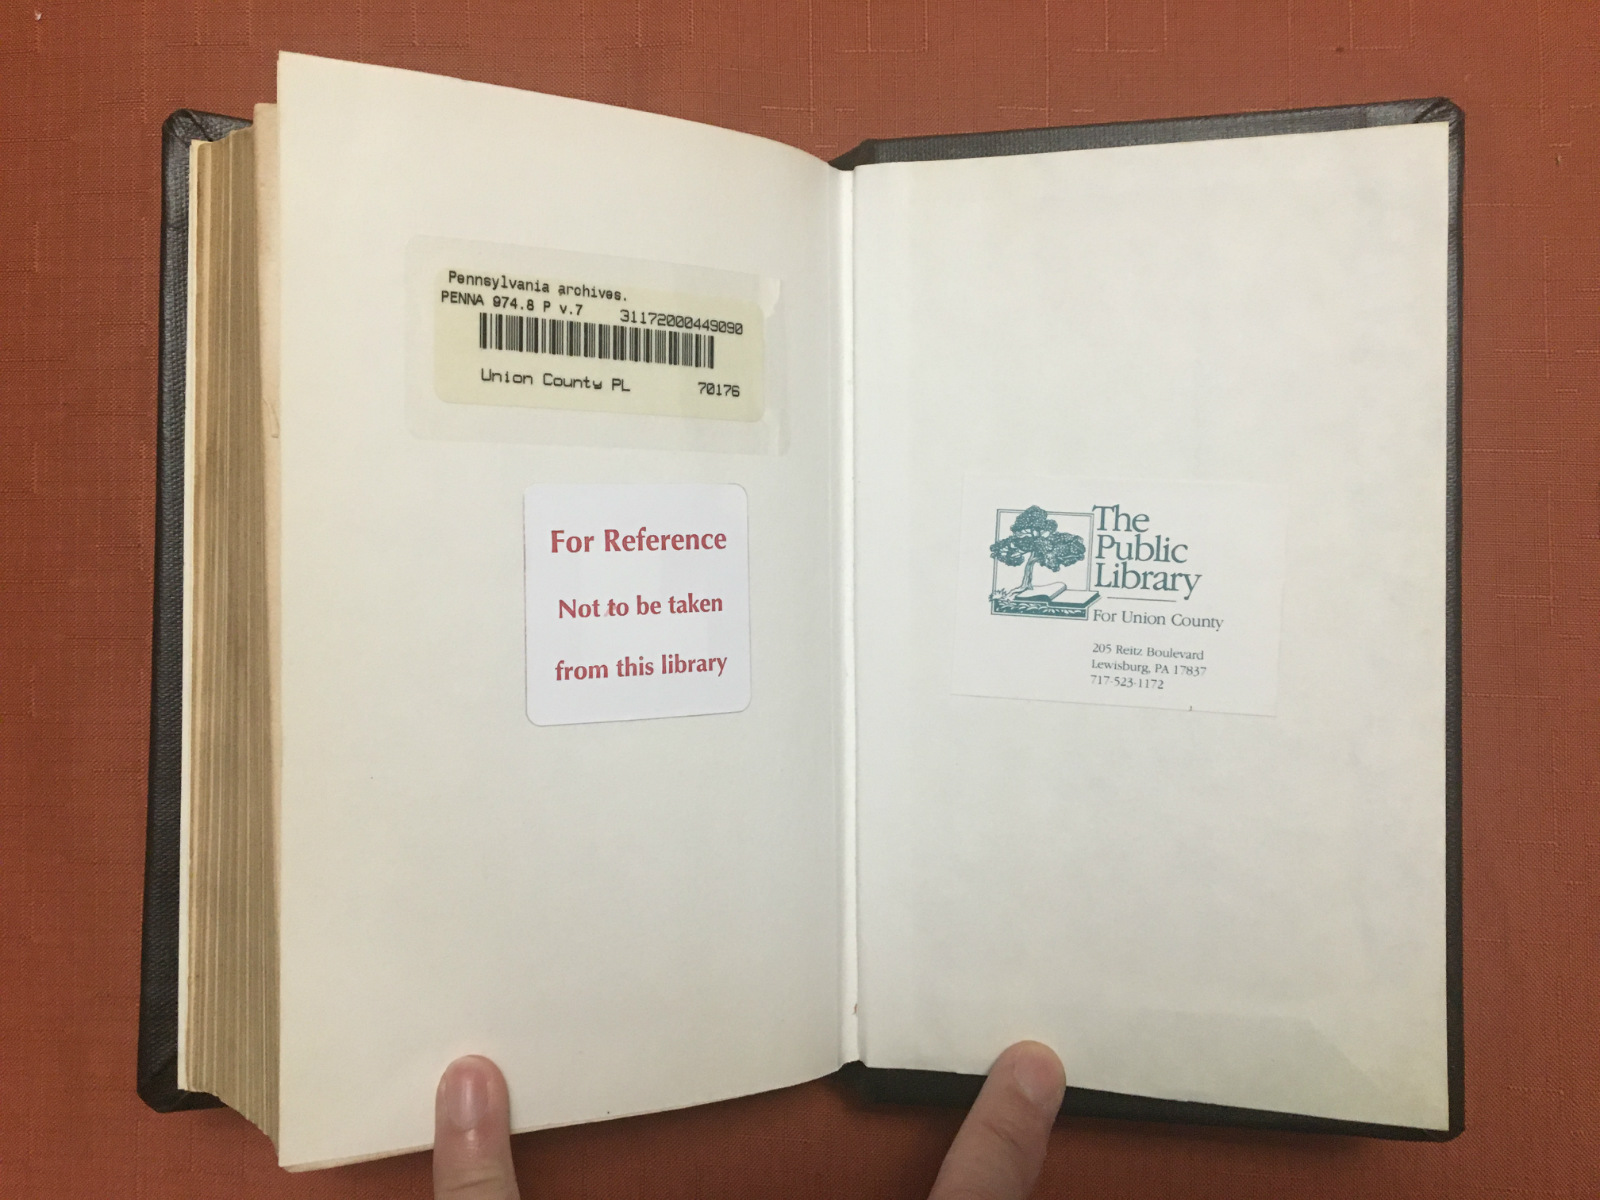 Pennsylvania archives.
PENNA 974.8 P v.7 31172000449090
Union County PL 70176
For Reference
Not to be taken
from this library
The
Public
Library
For Union County
205 Reitz Boulevard
Lewisburg, PA 17837
717-523-1172